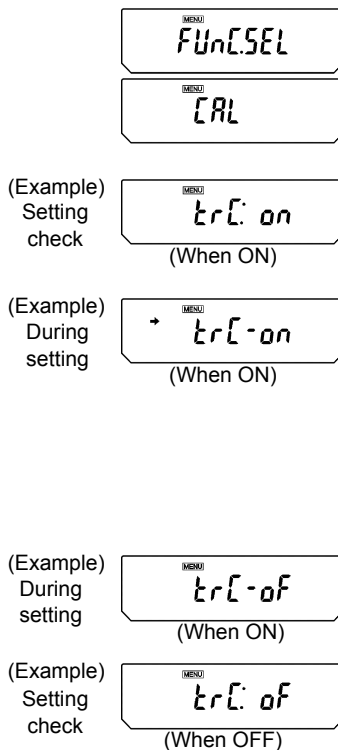 MENU
FUnC.SEL
MENU
CAL
(Example)
Setting
check
MENU
trC: on
(When ON)
(Example)
During
setting
→ MENU
trC-on
(When ON)
(Example)
During
setting
MENU
trC-oF
(When ON)
(Example)
Setting
check
MENU
trC: oF
(When OFF)